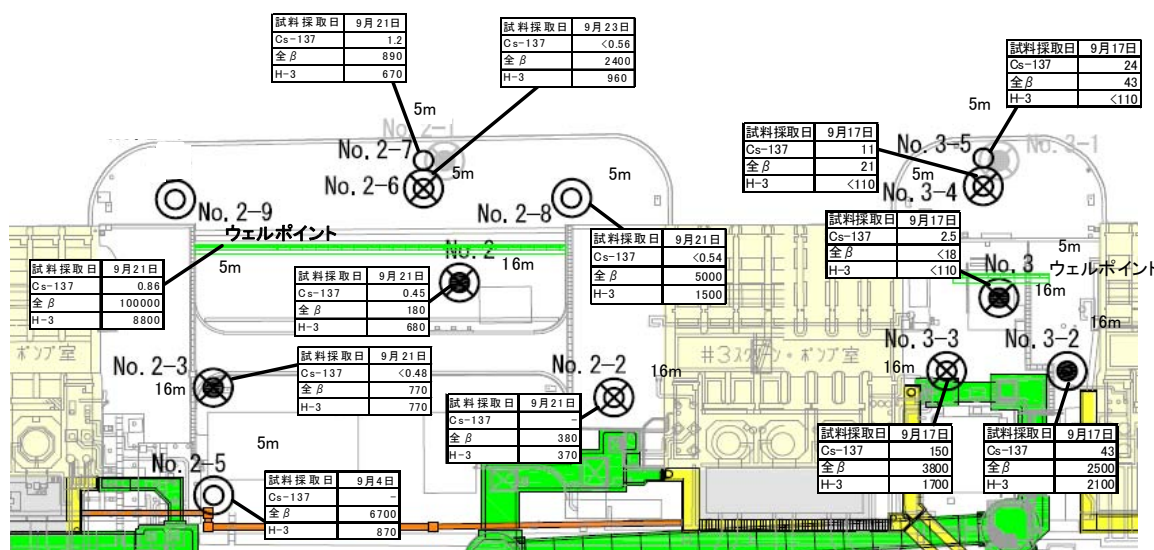 試料採取日 9月21日
Cs-137 1.2
全β 890
H-3 670
試料採取日 9月23日
Cs-137 <0.56
全β 2400
H-3 960
試料採取日 9月17日
Cs-137 24
全β 43
H-3 <110
5m
5m
No.2-1
No.2-7
5m
No.2-6
5m
試料採取日 9月17日
Cs-137 11
全β 21
H-3 <110
No.3-5
No.3-1
5m
No.3-4
No.2-9
No.2-8
ウェルポイント
5m
No.2
16m
試料採取日 9月21日
Cs-137 0.86
全β 100000
H-3 8800
試料採取日 9月21日
Cs-137 0.45
全β 180
H-3 680
試料採取日 9月21日
Cs-137 <0.54
全β 5000
H-3 1500
試料採取日 9月17日
Cs-137 2.5
全β <18
H-3 <110
5m
No.3
ウェルポイント
16m
16m
ポンプ室
No.2-3
16m
試料採取日 9月21日
Cs-137 <0.48
全β 770
H-3 770
No.2-2
16m
#3スクリーン・ポンプ室
No.3-3
16m
No.3-2
試料採取日 9月21日
Cs-137 -
全β 380
H-3 370
試料採取日 9月17日
Cs-137 150
全β 3800
H-3 1700
試料採取日 9月17日
Cs-137 43
全β 2500
H-3 2100
5m
No.2-5
試料採取日 9月4日
Cs-137 -
全β 6700
H-3 870